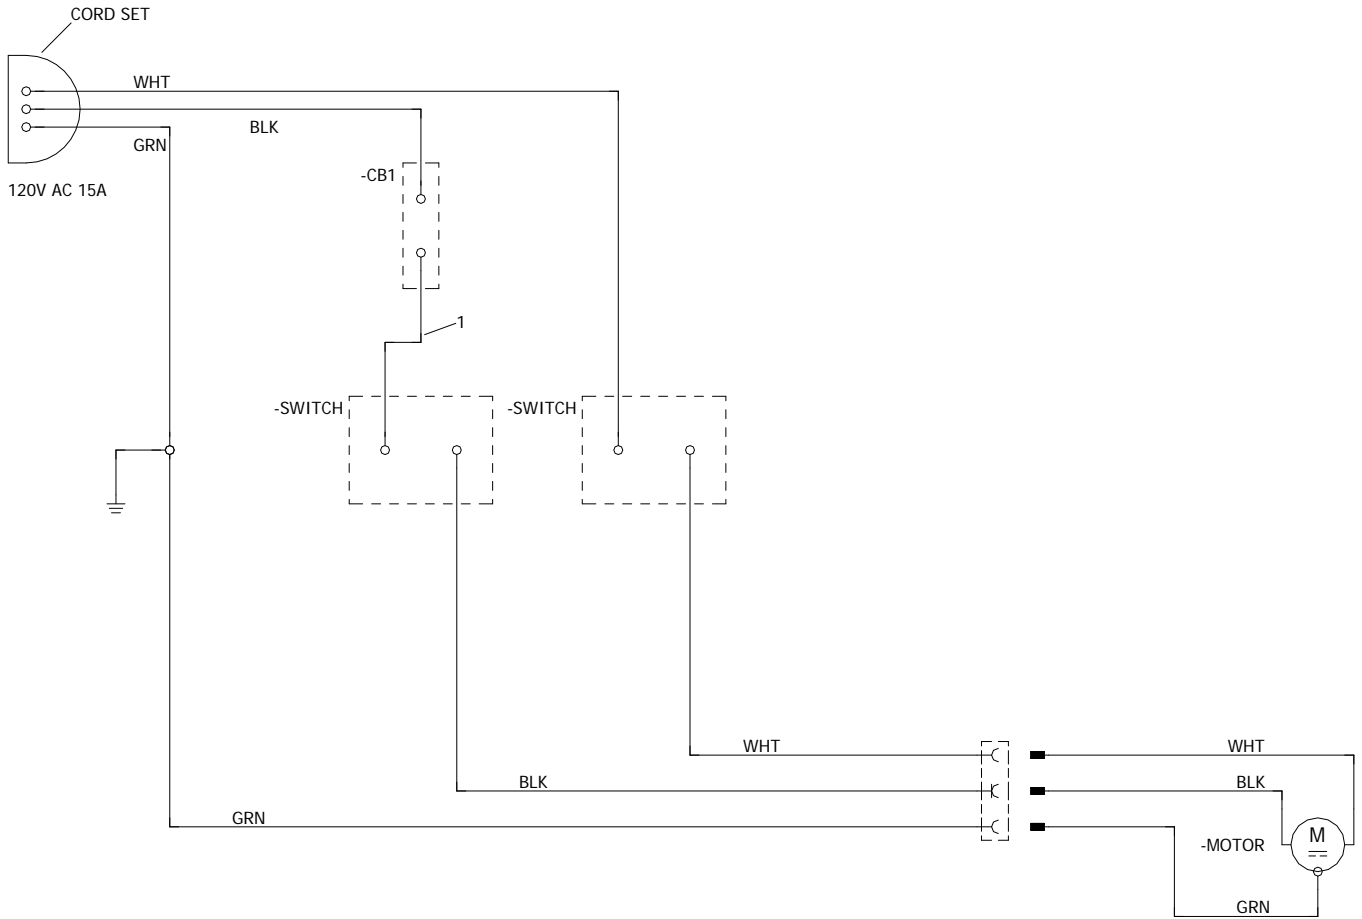 CORD SET
WHT
BLK
GRN
120V AC 15A
-CB1
1
-SWITCH
-SWITCH
WHT
WHT
BLK
BLK
GRN
M
-MOTOR
GRN